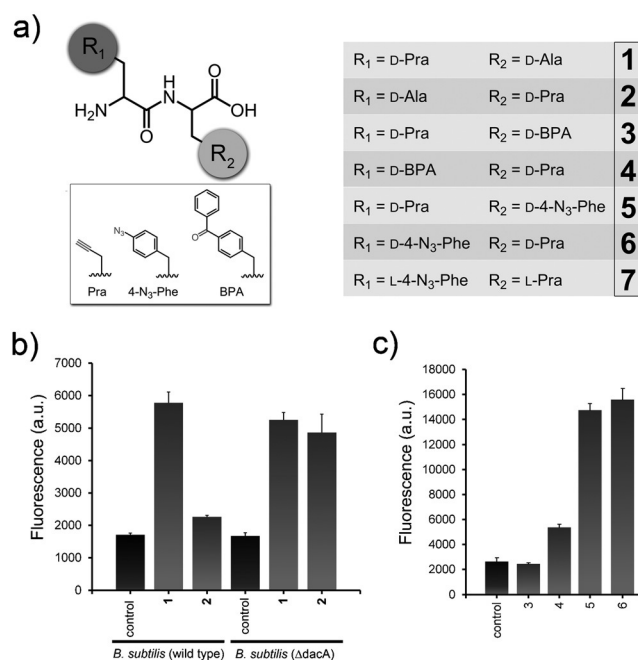 a)
R1
H2N
O
H
N
O
OH
R2
N3
O
Pra 4-N3-Phe BPA
R1 = D-Pra R2 = D-Ala 1
R1 = D-Ala R2 = D-Pra 2
R1 = D-Pra R2 = D-BPA 3
R1 = D-BPA R2 = D-Pra 4
R1 = D-Pra R2 = D-4-N3-Phe 5
R1 = D-4-N3-Phe R2 = D-Pra 6
R1 = L-4-N3-Phe R2 = L-Pra 7
b)
Fluorescence (a.u.)
7000
6000
5000
4000
3000
2000
1000
0
control 1 2 control 1 2
B. subtilis (wild type) B. subtilis (ΔdacA)
c)
Fluorescence (a.u.)
18000
16000
14000
12000
10000
8000
6000
4000
2000
0
control 3 4 5 6